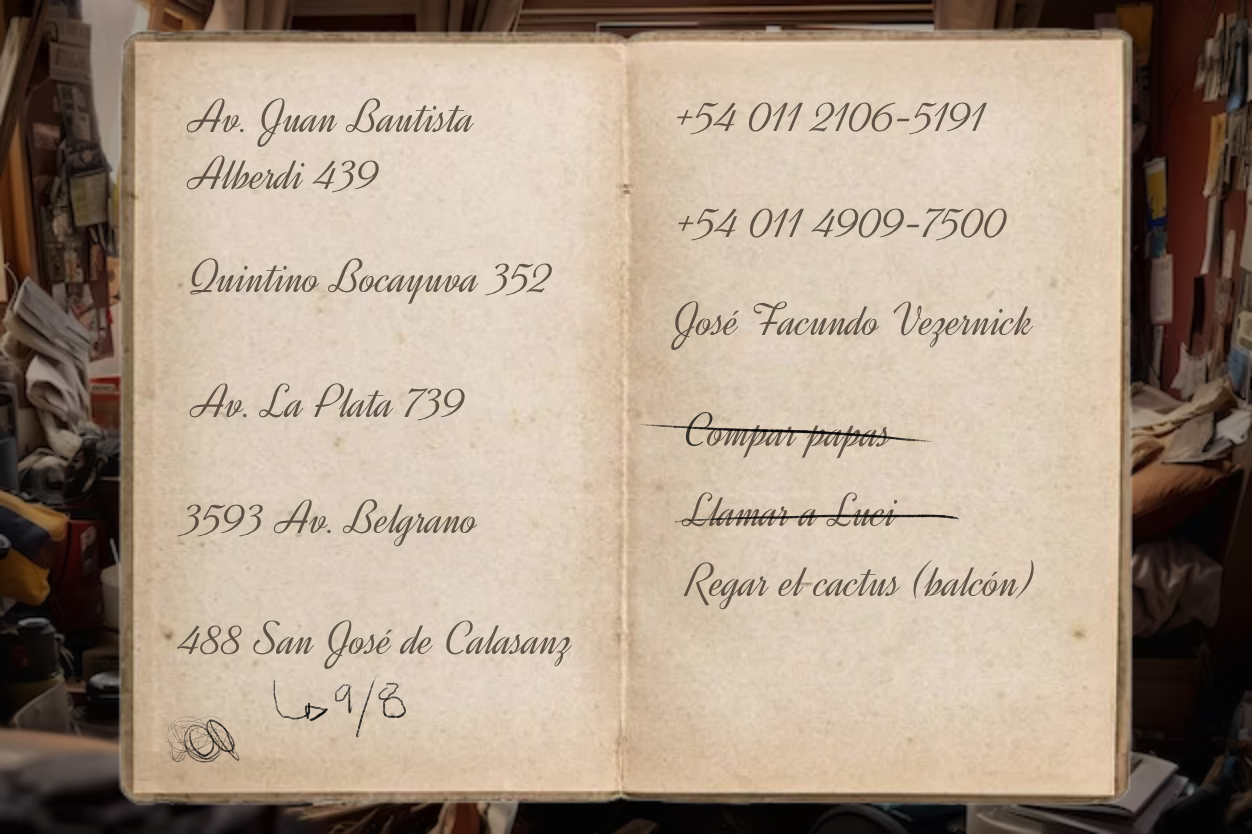 Av. Juan Bautista
Alberdi 439
Quintino Bocayuva 352
Av. La Plata 739
3593 Av. Belgrano
488 San José de Calasanz
9/8
+54 011 2106-5191
+54 011 4909-7500
José Facundo Vezernick
Compar papas
Llamar a Luci
Regar el cactus (balcón)